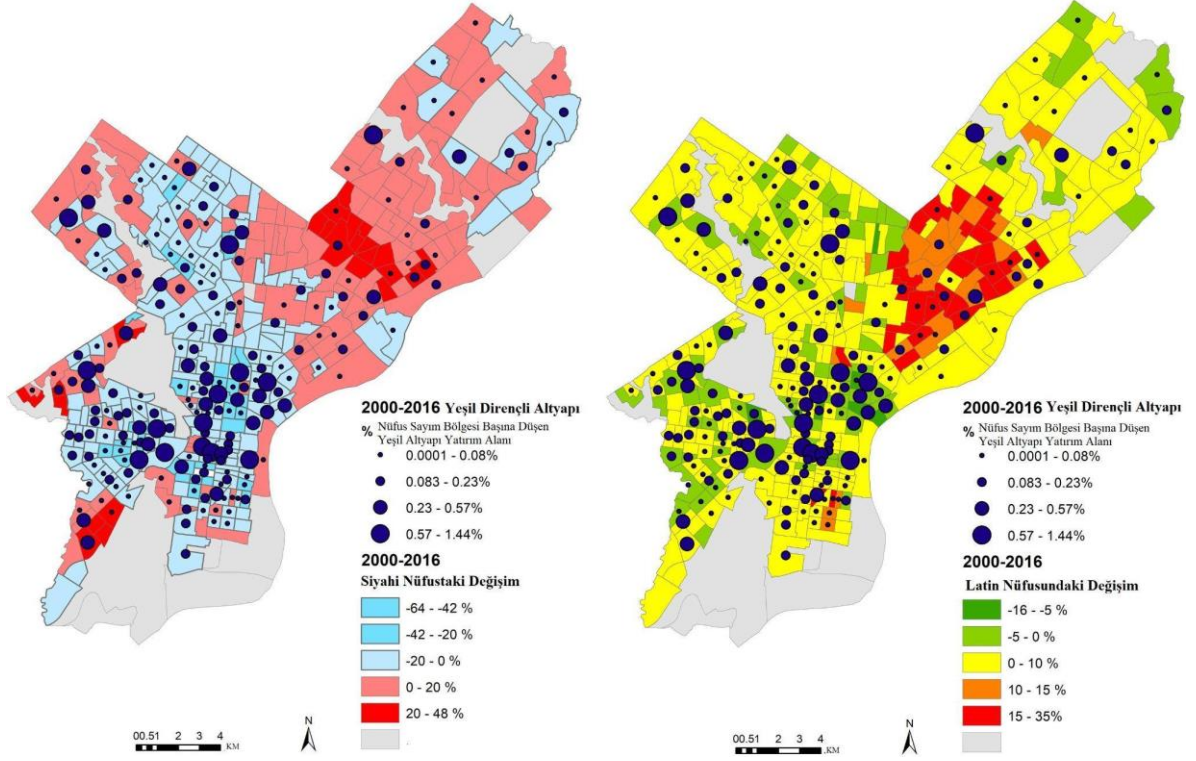 2000-2016 Yeşil Dirençli Altyapı
% Nüfus Sayım Bölgesi Başına Düşen
Yeşil Altyapı Yatırım Alanı
0.0001 - 0.08%
0.083 - 0.23%
0.23 - 0.57%
0.57 - 1.44%
2000-2016
Siyahi Nüfustaki Değişim
-64 - -42 %
-42 - -20 %
-20 - 0 %
0 - 20 %
20 - 48 %
N
00.51 2 3 4
KM
2000-2016 Yeşil Dirençli Altyapı
% Nüfus Sayım Bölgesi Başına Düşen
Yeşil Altyapı Yatırım Alanı
0.0001 - 0.08%
0.083 - 0.23%
0.23 - 0.57%
0.57 - 1.44%
2000-2016
Latin Nüfusundaki Değişim
-16 - -5 %
-5 - 0 %
0 - 10 %
10 - 15 %
15 - 35%
N
00.51 2 3 4
KM